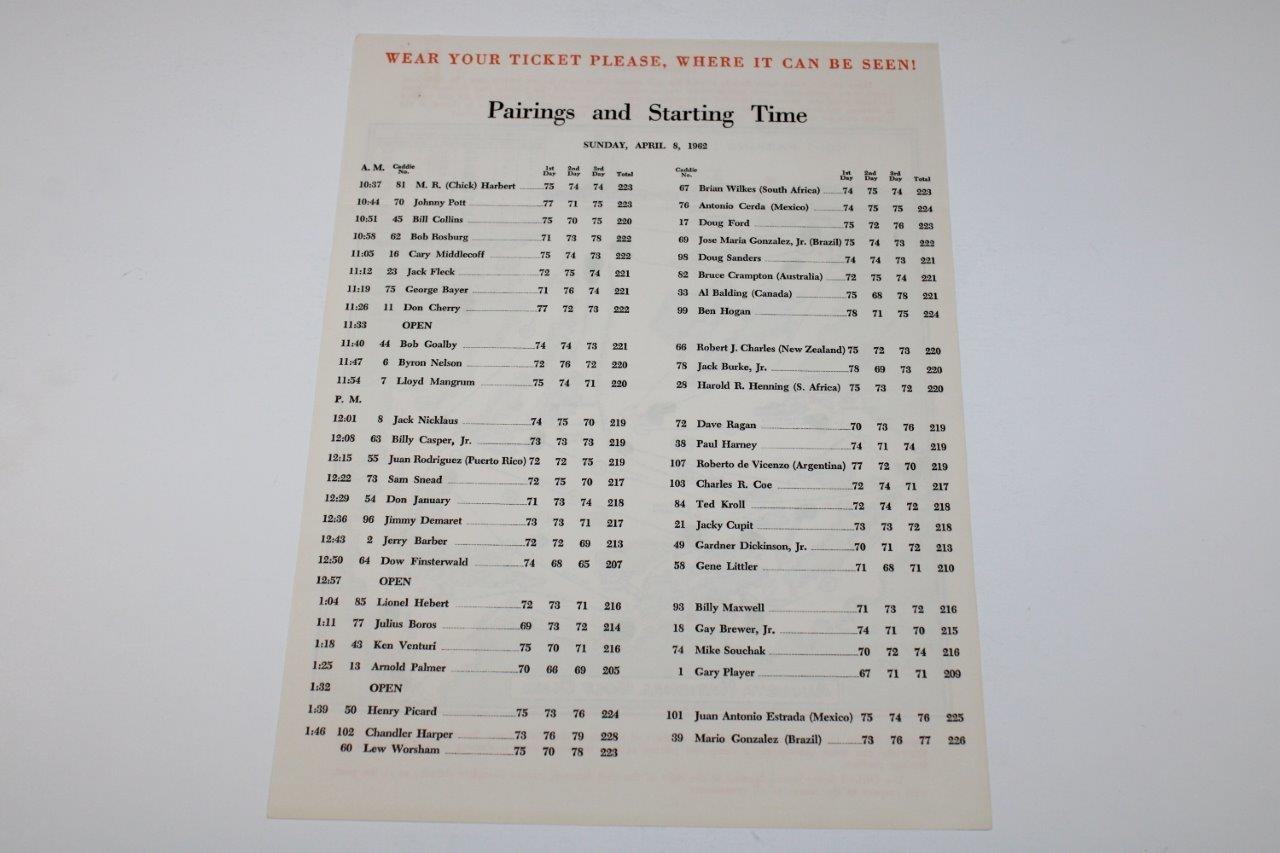 WEAR YOUR TICKET PLEASE, WHERE IT CAN BE SEEN!
Pairings and Starting Time
SUNDAY, APRIL 8, 1962
A. M. Caddie No. 1st Day 2nd Day 3rd Day Total Caddie No. 1st Day 2nd Day 3rd Day Total
10:37 81 M. R. (Chick) Harbert 75 74 74 223 67 Brian Wilkes (South Africa) 74 75 74 223
10:44 70 Johnny Pott 77 71 75 223 76 Antonio Cerda (Mexico) 74 75 75 224
10:51 45 Bill Collins 75 70 75 220 17 Doug Ford 75 72 76 223
10:58 62 Bob Rosburg 71 73 78 222 69 Jose Maria Gonzalez, Jr. (Brazil) 75 74 73 222
11:05 16 Cary Middlecoff 75 74 73 222 98 Doug Sanders 74 74 73 221
11:12 23 Jack Fleck 72 75 74 221 82 Bruce Crampton (Australia) 72 75 74 221
11:19 75 George Bayer 71 76 74 221 33 Al Balding (Canada) 75 68 78 221
11:26 11 Don Cherry 77 72 73 222 99 Ben Hogan 78 71 75 224
11:33 OPEN
11:40 44 Bob Goalby 74 74 73 221 66 Robert J. Charles (New Zealand) 75 72 73 220
11:47 6 Byron Nelson 72 76 72 220 78 Jack Burke, Jr. 78 69 73 220
11:54 7 Lloyd Mangrum 75 74 71 220 28 Harold R. Henning (S. Africa) 75 73 72 220
P. M.
12:01 8 Jack Nicklaus 74 75 70 219 72 Dave Ragan 70 73 76 219
12:08 63 Billy Casper, Jr. 73 73 73 219 38 Paul Harney 74 71 74 219
12:15 55 Juan Rodriguez (Puerto Rico) 72 72 75 219 107 Roberto de Vicenzo (Argentina) 77 72 70 219
12:22 73 Sam Snead 72 75 70 217 103 Charles R. Coe 72 74 71 217
12:29 54 Don January 71 73 74 218 84 Ted Kroll 72 74 72 218
12:36 96 Jimmy Demaret 73 73 71 217 21 Jacky Cupit 73 73 72 218
12:43 2 Jerry Barber 72 72 69 213 49 Gardner Dickinson, Jr. 70 71 72 213
12:50 64 Dow Finsterwald 74 68 65 207 58 Gene Littler 71 68 71 210
12:57 OPEN
1:04 85 Lionel Hebert 72 73 71 216 93 Billy Maxwell 71 73 72 216
1:11 77 Julius Boros 69 73 72 214 18 Gay Brewer, Jr. 74 71 70 215
1:18 43 Ken Venturi 75 70 71 216 74 Mike Souchak 70 72 74 216
1:25 13 Arnold Palmer 70 66 69 205 1 Gary Player 67 71 71 209
1:32 OPEN
1:39 50 Henry Picard 75 73 76 224 101 Juan Antonio Estrada (Mexico) 75 74 76 225
1:46 102 Chandler Harper 73 76 79 228 39 Mario Gonzalez (Brazil) 73 76 77 226
60 Lew Worsham 75 70 78 223